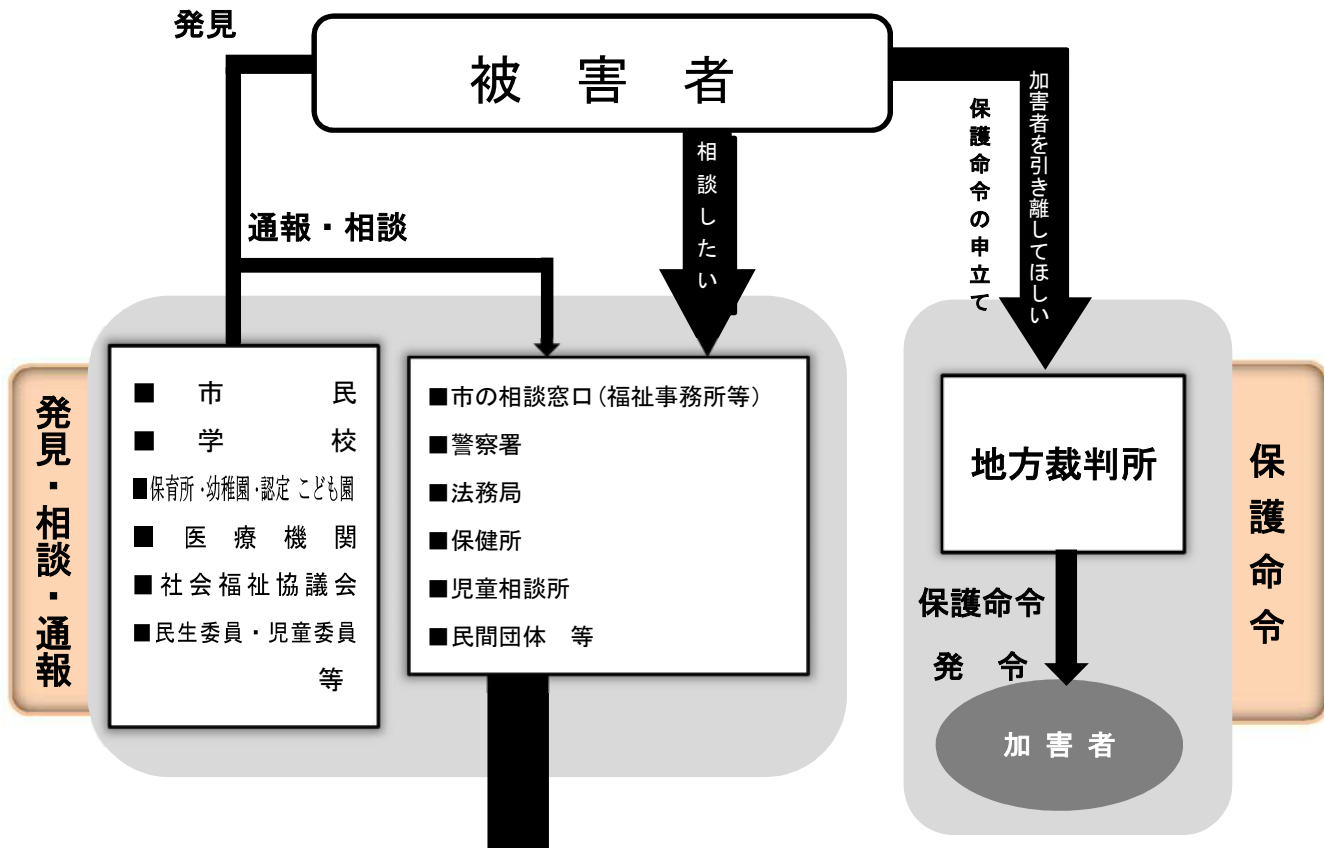 発見
被 害 者
相談したい
加害者を引き離してほしい
保護命令の申立て
通報・相談
発見・相談・通報
■ 市 民
■ 学 校
■保育所・幼稚園・認定 こども園
■ 医 療 機 関
■社会福祉協議会
■民生委員・児童委員
等
■市の相談窓口(福祉事務所等)
■警察署
■法務局
■保健所
■児童相談所
■民間団体 等
地方裁判所
保護命令
発 令
加 害 者
保護命令